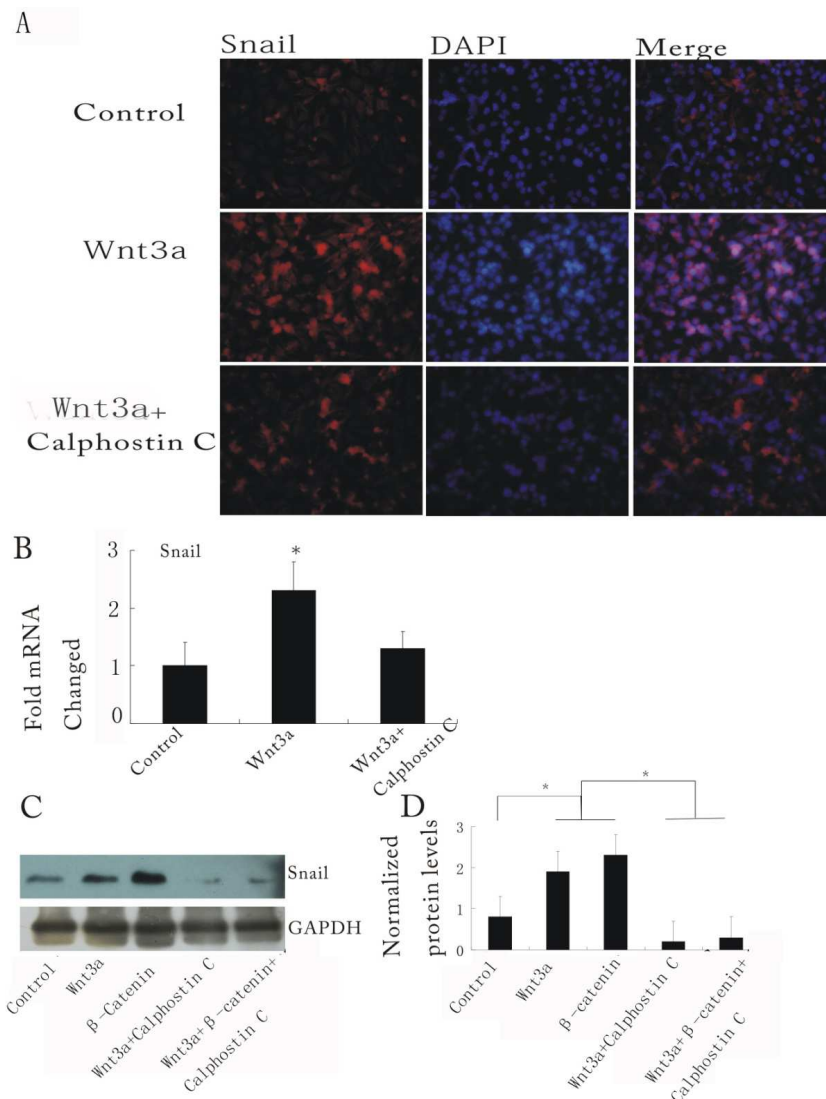 A
Snail DAPI Merge
Control
Wnt3a
Wnt3a+
Calphostin C
B
Snail
*
3
2
1
0
Fold mRNA
Changed
Control
Wnt3a
Wnt3a+
Calphostin C
C
Snail
GAPDH
Control
Wnt3a
β-Catenin
Wnt3a+Calphostin C
Wnt3a+β-catenin+
Calphostin C
D
*
*
Normalized
protein levels
3
2
1
0
Control
Wnt3a
β-catenin
Wnt3a+Calphostin C
Wnt3a+β-catenin+
Calphostin C